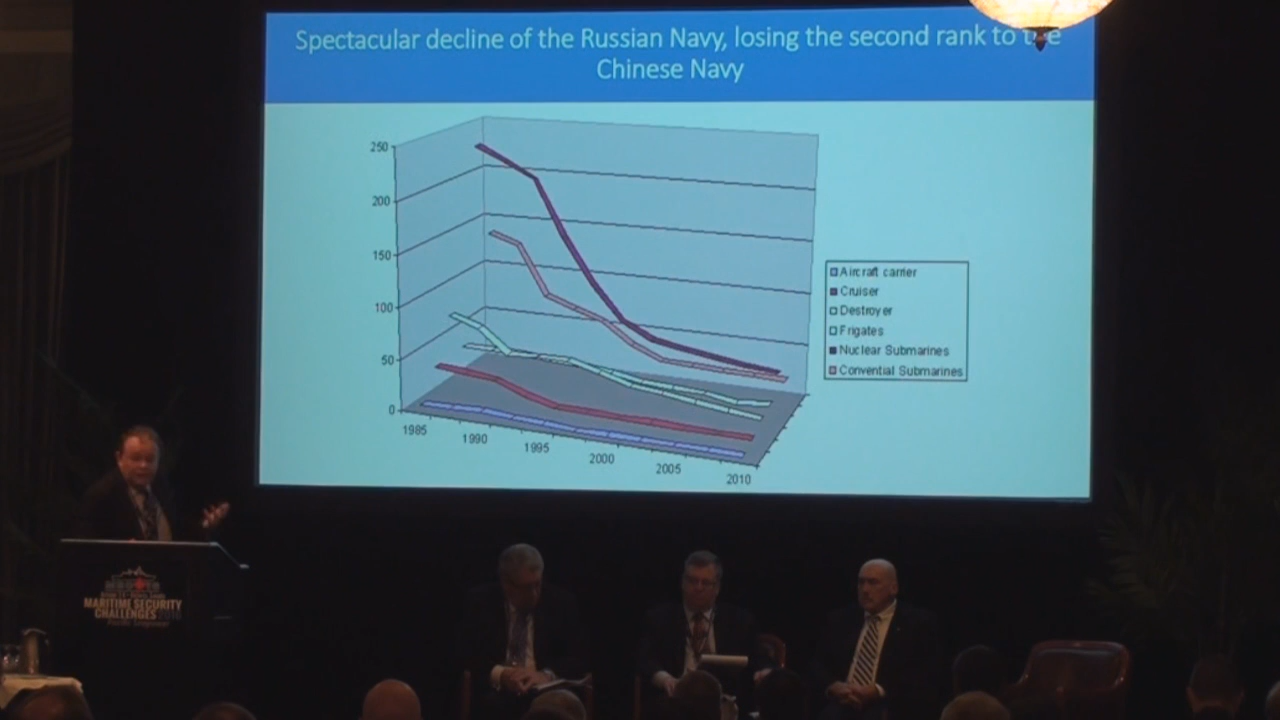 Spectacular decline of the Russian Navy, losing the second rank to the
Chinese Navy
250
200
150
100
50
0
1985
1990
1995
2000
2005
2010
Aircraft carrier
Cruiser
Destroyer
Frigates
Nuclear Submarines
Convential Submarines
MARITIME SECURITY
CHALLENGES